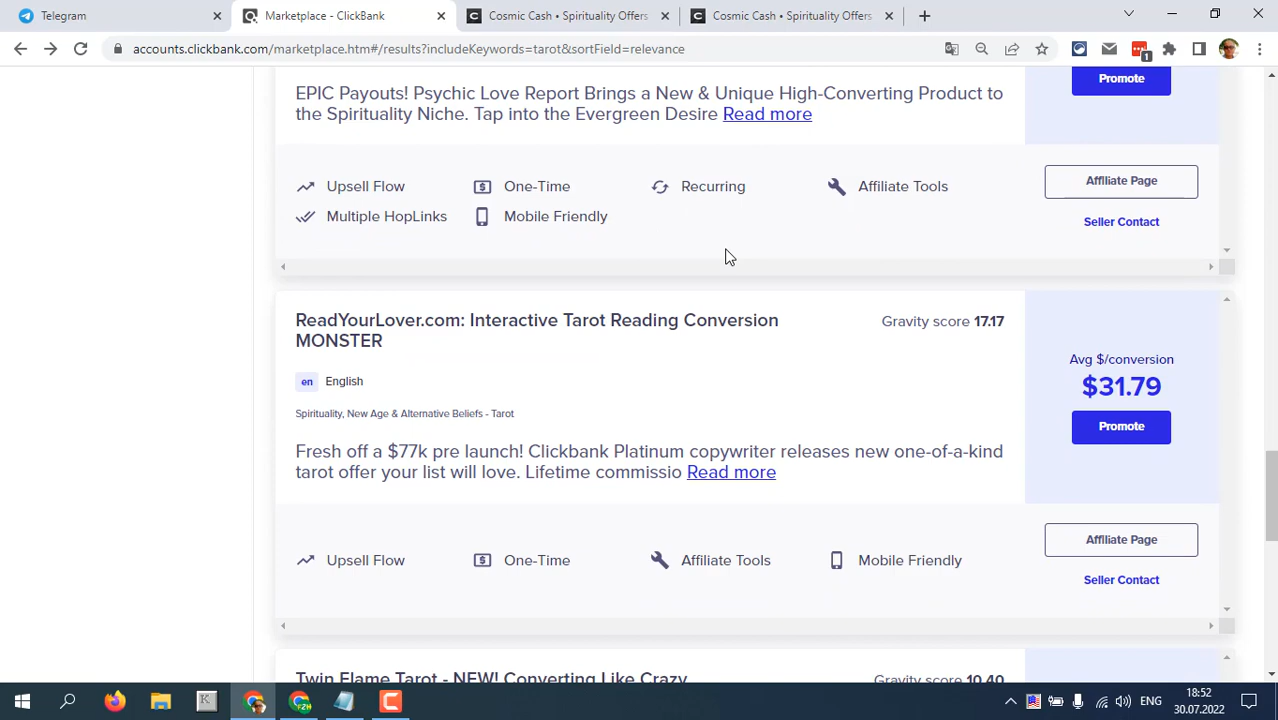 Telegram
Marketplace - ClickBank
Cosmic Cash • Spirituality Offers
Cosmic Cash • Spirituality Offers
accounts.clickbank.com/marketplace.htm#/results?includeKeywords=tarot&sortField=relevance
1
EPIC Payouts! Psychic Love Report Brings a New & Unique High-Converting Product to
the Spirituality Niche. Tap into the Evergreen Desire Read more
Promote
Upsell Flow
One-Time
Recurring
Affiliate Tools
Multiple HopLinks
Mobile Friendly
Affiliate Page
Seller Contact
ReadYourLover.com: Interactive Tarot Reading Conversion
MONSTER
Gravity score 17.17
en English
Spirituality, New Age & Alternative Beliefs - Tarot
Fresh off a $77k pre launch! Clickbank Platinum copywriter releases new one-of-a-kind
tarot offer your list will love. Lifetime commissio Read more
Avg $/conversion
$31.79
Promote
Upsell Flow
One-Time
Affiliate Tools
Mobile Friendly
Affiliate Page
Seller Contact
Twin Flame Tarot - NEW! Converting Like Crazy
Gravity score 10.40
ENG
18:52
30.07.2022